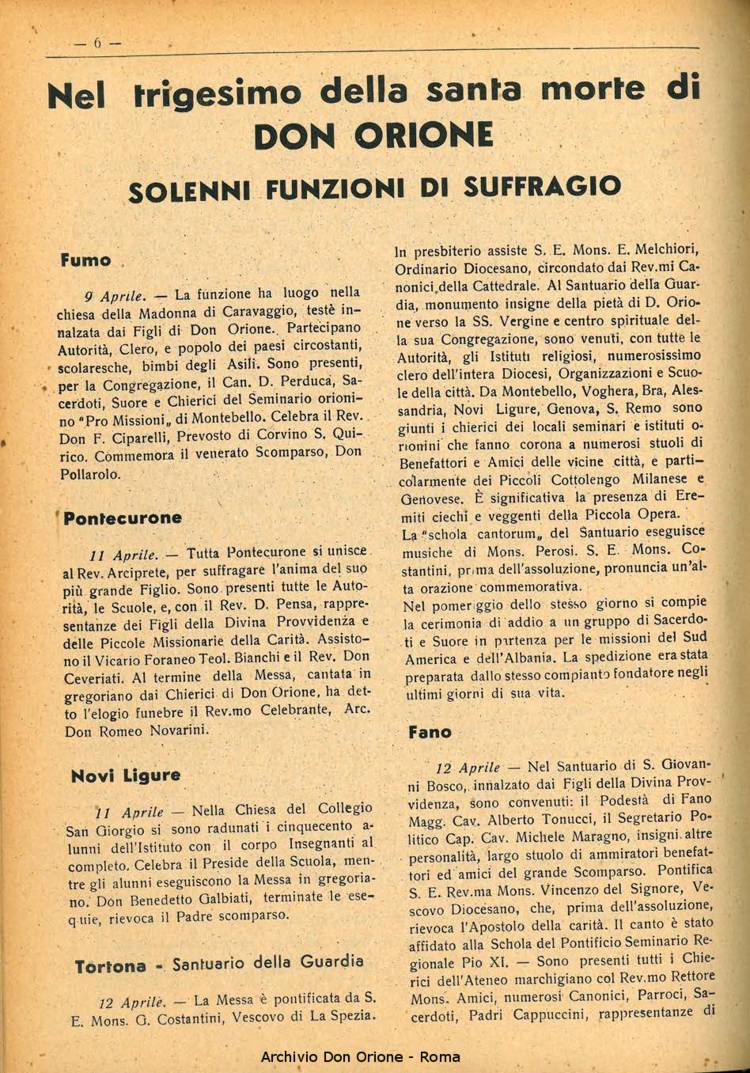 — 6 —
Nel trigesimo della santa morte di
DON ORIONE
SOLENNI FUNZIONI DI SUFFRAGIO
Fumo
9 Aprile. — La funzione ha luogo nella
chiesa della Madonna di Caravaggio, testè in-
nalzata dai Figli di Don Orione. Partecipano
Autorità, Clero, e popolo dei paesi circostanti,
scolaresche, bimbi degli Asili. Sono presenti,
per la Congregazione, il Can. D. Perduca, Sa-
cerdoti, Suore e Chierici del Seminario orioni-
no "Pro Missioni„ di Montebello. Celebra il Rev.
Don F. Ciparelli, Prevosto di Corvino S. Qui-
rico. Commemora il venerato Scomparso, Don
Pollarolo.
Pontecurone
11 Aprile. — Tutta Pontecurone si unisce
al Rev. Arciprete, per suffragare l'anima del suo
più grande Figlio. Sono presenti tutte le Auto-
rità, le Scuole, e, con il Rev. D. Pensa, rappre-
sentanze dei Figli della Divina Provvidenza e
delle Piccole Missionarie della Carità. Assisto-
no il Vicario Foraneo Teol. Bianchi e il Rev. Don
Ceveriati. Al termine della Messa, cantata in
gregoriano dai Chierici di Don Orione, ha det-
to l'elogio funebre il Rev.mo Celebrante, Arc.
Don Romeo Novarini.
Novi Ligure
11 Aprile — Nella Chiesa del Collegio
San Giorgio si sono radunati i cinquecento a-
lunni dell'Istituto con il corpo Insegnanti al
completo. Celebra il Preside della Scuola, men-
tre gli alunni eseguiscono la Messa in gregoria-
no. Don Benedetto Galbiati, terminate le ese-
quie, rievoca il Padre scomparso.
Tortona - Santuario della Guardia
12 Aprile. — La Messa è pontificata da S.
E. Mons. G. Costantini, Vescovo di La Spezia.
In presbiterio assiste S. E. Mons. E. Melchiori,
Ordinario Diocesano, circondato dai Rev.mi Ca-
nonici della Cattedrale. Al Santuario della Guar-
dia, monumento insigne della pietà di D. Orio-
ne verso la SS. Vergine e centro spirituale del-
la sua Congregazione, sono venuti, con tutte le
Autorità, gli Istituti religiosi, numerosissimo
clero dell'intera Diocesi, Organizzazioni e Scuo-
le della città. Da Montebello, Voghera, Bra, Ales-
sandria, Novi Ligure, Genova, S. Remo sono
giunti i chierici dei locali seminari e istituti o-
rionini che fanno corona a numerosi stuoli di
Benefattori e Amici delle vicine città, e parti-
colarmente dei Piccoli Cottolengo Milanese e
Genovese. È significativa la presenza di Ere-
miti ciechi e veggenti della Piccola Opera.
La "schola cantorum„ del Santuario eseguisce
musiche di Mons. Perosi. S. E. Mons. Co-
stantini, prima dell'assoluzione, pronuncia un'al-
ta orazione commemorativa.
Nel pomeriggio dello stesso giorno si compie
la cerimonia di addio a un gruppo di Sacerdo-
ti e Suore in partenza per le missioni del Sud
America e dell'Albania. La spedizione era stata
preparata dallo stesso compianto fondatore negli
ultimi giorni di sua vita.
Fano
12 Aprile — Nel Santuario di S. Giovan-
ni Bosco, innalzato dai Figli della Divina Prov-
videnza, sono convenuti: il Podestà di Fano
Magg. Cav. Alberto Tonucci, il Segretario Po-
litico Cap. Cav. Michele Maragno, insigni altre
personalità, largo stuolo di ammiratori benefat-
tori ed amici del grande Scomparso. Pontifica
S. E. Rev.ma Mons. Vincenzo del Signore, Ve-
scovo Diocesano, che, prima dell'assoluzione,
rievoca l'Apostolo della carità. Il canto è stato
affidato alla Schola del Pontificio Seminario Re-
gionale Pio XI. — Sono presenti tutti i Chie-
rici dell'Ateneo marchigiano col Rev.mo Rettore
Mons. Amici, numerosi Canonici, Parroci, Sa-
cerdoti, Padri Cappuccini, rappresentanze di
Archivio Don Orione - Roma